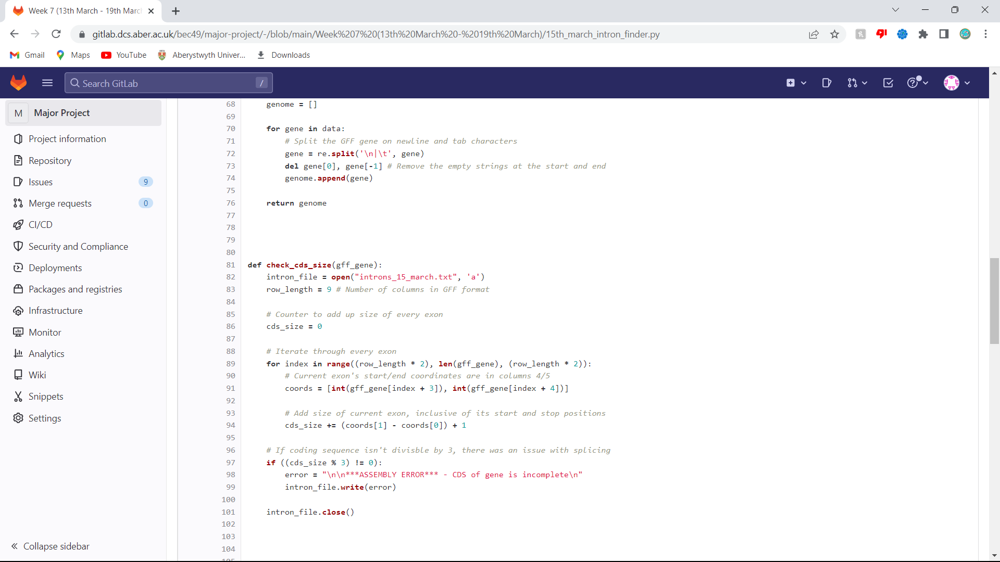 Week 7 (13th March - 19th March
gitlab.dcs.aber.ac.uk/bec49/major-project/-/blob/main/Week%207%20(13th%20March%20-%2019th%20March)/15th_march_intron_finder.py
Gmail Maps YouTube Aberystwyth Univer... Downloads
Search GitLab /
M Major Project
Project information
Repository
Issues 9
Merge requests 0
CI/CD
Security and Compliance
Deployments
Packages and registries
Infrastructure
Monitor
Analytics
Wiki
Snippets
Settings
Collapse sidebar
68     genome = []
69
70     for gene in data:
71         # Split the GFF gene on newline and tab characters
72         gene = re.split('\n|\t', gene)
73         del gene[0], gene[-1] # Remove the empty strings at the start and end
74         genome.append(gene)
75
76     return genome
77
78
79
80
81 def check_cds_size(gff_gene):
82     intron_file = open("introns_15_march.txt", 'a')
83     row_length = 9 # Number of columns in GFF format
84
85     # Counter to add up size of every exon
86     cds_size = 0
87
88     # Iterate through every exon
89     for index in range((row_length * 2), len(gff_gene), (row_length * 2)):
90         # Current exon's start/end coordinates are in columns 4/5
91         coords = [int(gff_gene[index + 3]), int(gff_gene[index + 4])]
92
93         # Add size of current exon, inclusive of its start and stop positions
94         cds_size += (coords[1] - coords[0]) + 1
95
96     # If coding sequence isn't divisble by 3, there was an issue with splicing
97     if ((cds_size % 3) != 0):
98         error = "\n\n***ASSEMBLY ERROR*** - CDS of gene is incomplete\n"
99         intron_file.write(error)
100
101     intron_file.close()
102
103
104
105